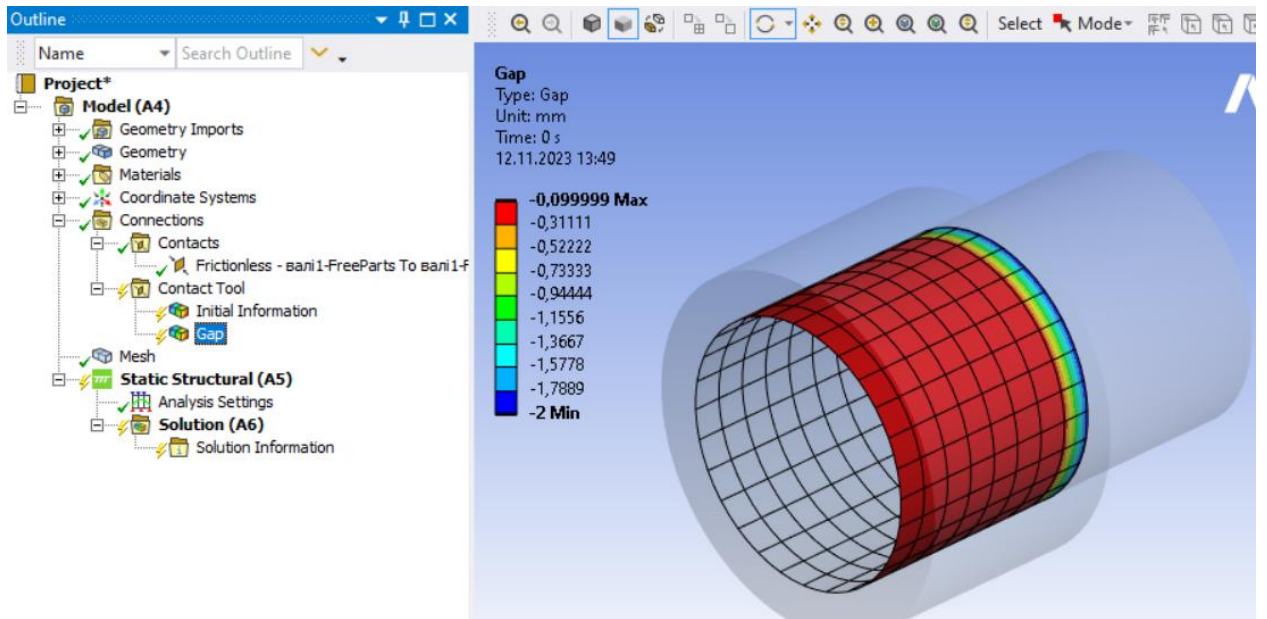 Outline
Name
Search Outline
Project*
Model (A4)
Geometry Imports
Geometry
Materials
Coordinate Systems
Connections
Contacts
Frictionless - валі1-FreeParts To валі1-F
Contact Tool
Initial Information
Gap
Mesh
Static Structural (A5)
Analysis Settings
Solution (A6)
Solution Information
Select
Mode
Gap
Type: Gap
Unit: mm
Time: 0 s
12.11.2023 13:49
-0,099999 Max
-0,31111
-0,52222
-0,73333
-0,94444
-1,1556
-1,3667
-1,5778
-1,7889
-2 Min